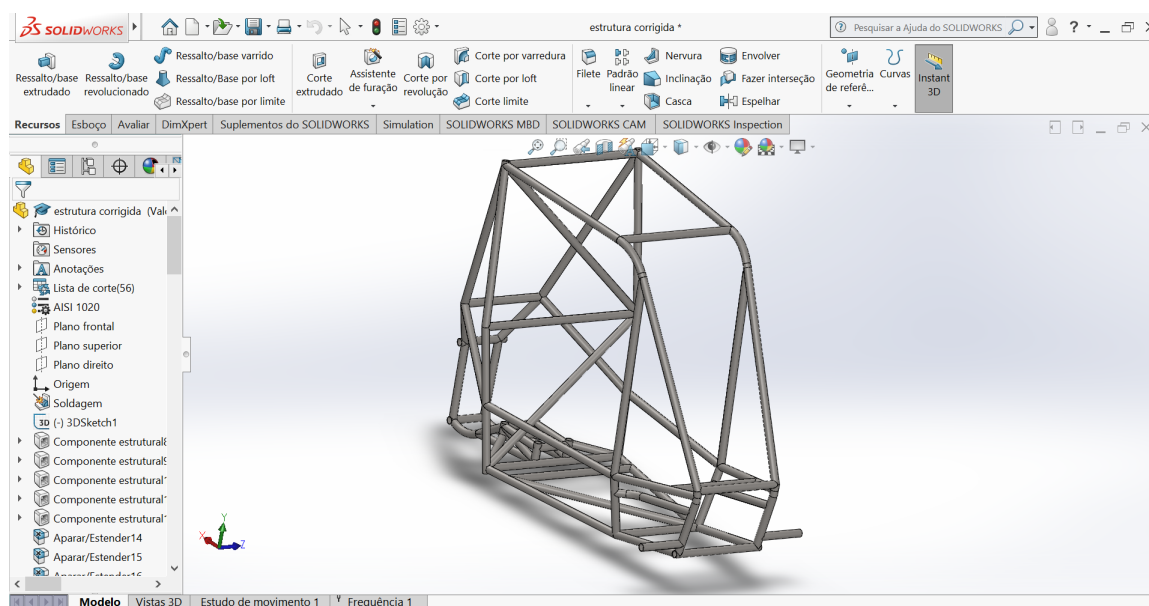 SOLIDWORKS
estrutura corrigida *
Pesquisar a Ajuda do SOLIDWORKS
?
Ressalto/base extrudado
Ressalto/base revolucionado
Ressalto/base varrido
Ressalto/Base por loft
Ressalto/base por limite
Corte extrudado
Assistente de furação
Corte por revolução
Corte por varredura
Corte por loft
Corte limite
Filete
Padrão linear
Nervura
Inclinação
Casca
Envolver
Fazer interseção
Espelhar
Geometria de referê...
Curvas
Instant 3D
Recursos Esboço Avaliar DimXpert Suplementos do SOLIDWORKS Simulation SOLIDWORKS MBD SOLIDWORKS CAM SOLIDWORKS Inspection
estrutura corrigida (Val
Histórico
Sensores
A Anotações
Lista de corte(56)
AISI 1020
Plano frontal
Plano superior
Plano direito
Origem
Soldagem
3D (-) 3DSketch1
Componente estrutural
Componente estrutural
Componente estrutural
Componente estrutural
Componente estrutural
Aparar/Estender14
Aparar/Estender15
Aparar/Estender16
Y
X
Z
Modelo Vistas 3D Estudo de movimento 1 Frequência 1